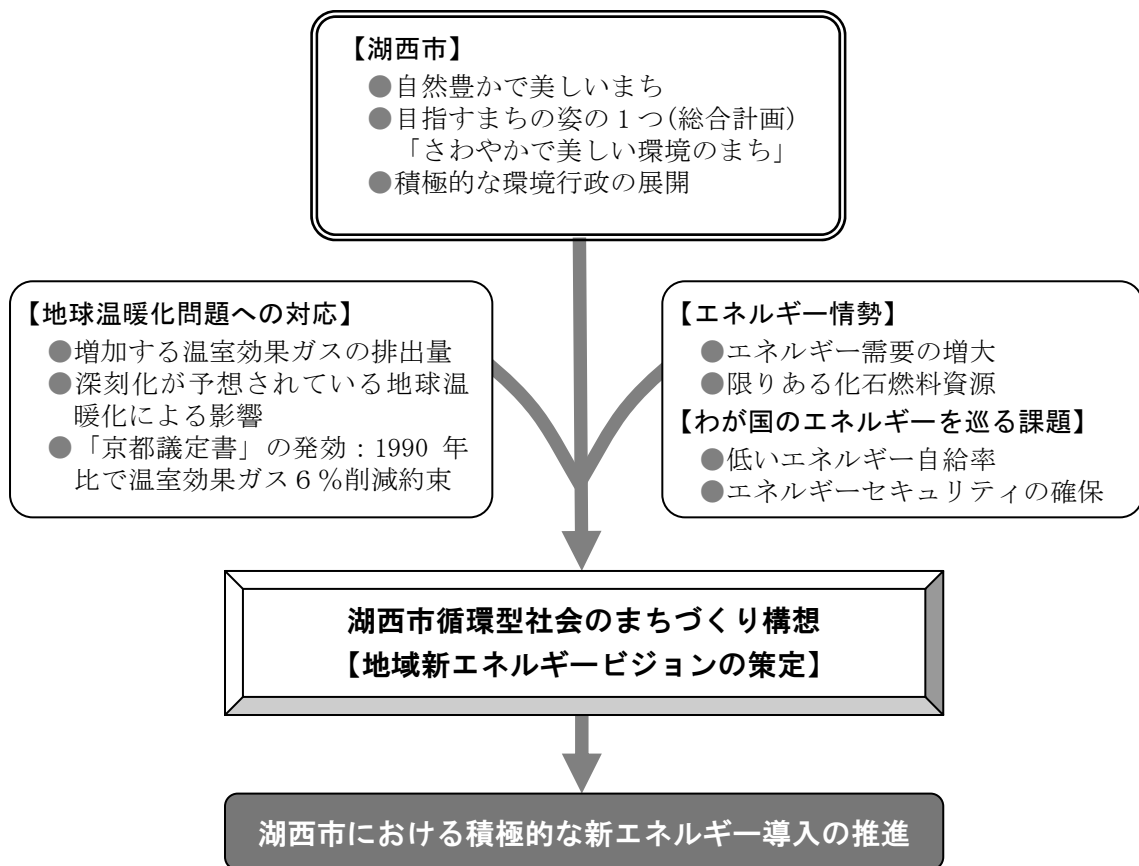 【湖西市】
●自然豊かで美しいまち
●目指すまちの姿の１つ(総合計画)
「さわやかで美しい環境のまち」
●積極的な環境行政の展開
【地球温暖化問題への対応】
●増加する温室効果ガスの排出量
●深刻化が予想されている地球温
暖化による影響
●「京都議定書」の発効：1990 年
比で温室効果ガス６％削減約束
【エネルギー情勢】
●エネルギー需要の増大
●限りある化石燃料資源
【わが国のエネルギーを巡る課題】
●低いエネルギー自給率
●エネルギーセキュリティの確保
湖西市循環型社会のまちづくり構想
【地域新エネルギービジョンの策定】
湖西市における積極的な新エネルギー導入の推進